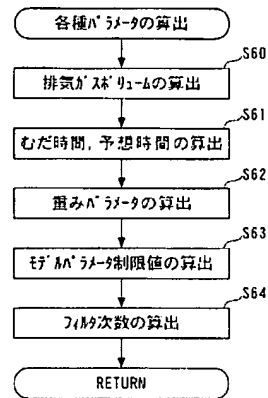 各種ﾊﾟﾗﾒｰﾀの算出
S60
排気ｶﾞｽﾎﾞﾘｭｰﾑの算出
S61
むだ時間,予想時間の算出
S62
重みﾊﾟﾗﾒｰﾀの算出
S63
ﾓﾃﾞﾙﾊﾟﾗﾒｰﾀ制限値の算出
S64
ﾌｨﾙﾀ次数の算出
RETURN